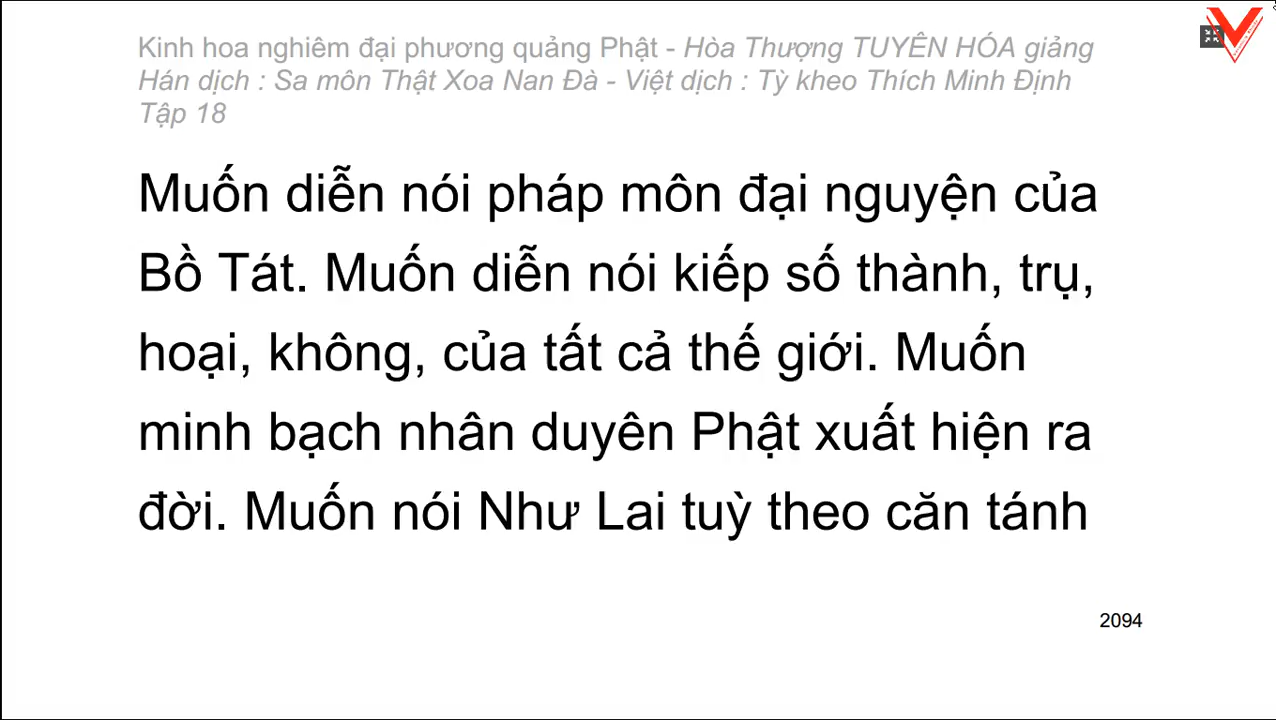 Kinh hoa nghiêm đại phương quảng Phật - Hòa Thượng TUYÊN HÓA giảng
Hán dịch : Sa môn Thật Xoa Nan Đà - Việt dịch : Tỳ kheo Thích Minh Định
Tập 18
Muốn diễn nói pháp môn đại nguyện của
Bồ Tát. Muốn diễn nói kiếp số thành, trụ,
hoại, không, của tất cả thế giới. Muốn
minh bạch nhân duyên Phật xuất hiện ra
đời. Muốn nói Như Lai tuỳ theo căn tánh
2094